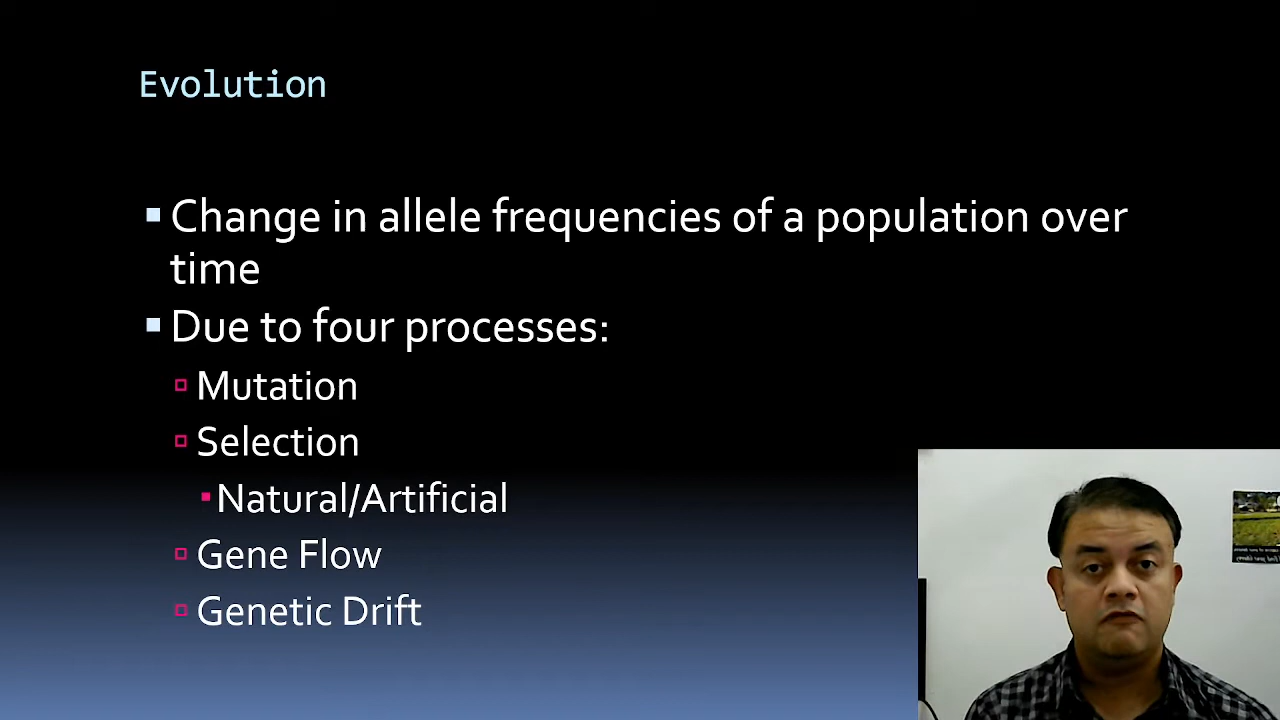 Evolution
Change in allele frequencies of a population over
time
Due to four processes:
Mutation
Selection
Natural/Artificial
Gene Flow
Genetic Drift